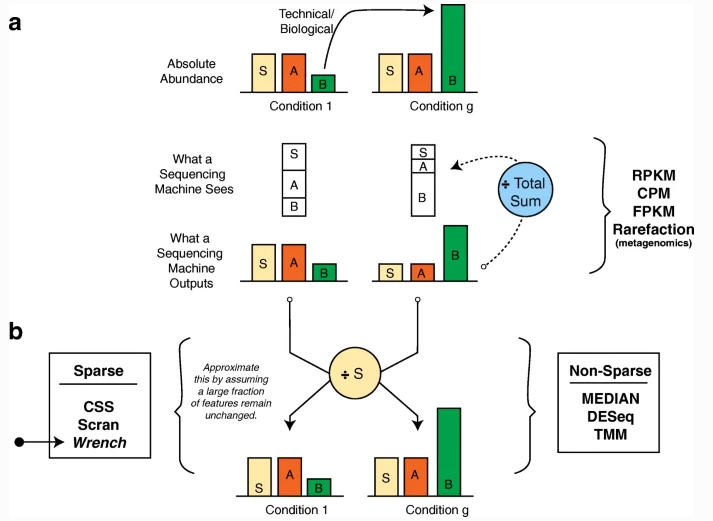 a
Technical/
Biological
Absolute
Abundance
S
A
B
S
A
B
Condition 1
Condition g
What a
Sequencing
Machine Sees
S
A
B
S
A
B
÷ Total
Sum
RPKM
CPM
FPKM
Rarefaction
(metagenomics)
What a
Sequencing
Machine
Outputs
S
A
B
S
A
B
b
Sparse
CSS
Scran
Wrench
Approximate
this by assuming
a large fraction
of features remain
unchanged.
÷ S
Non-Sparse
MEDIAN
DESeq
TMM
S
A
B
S
A
B
Condition 1
Condition g